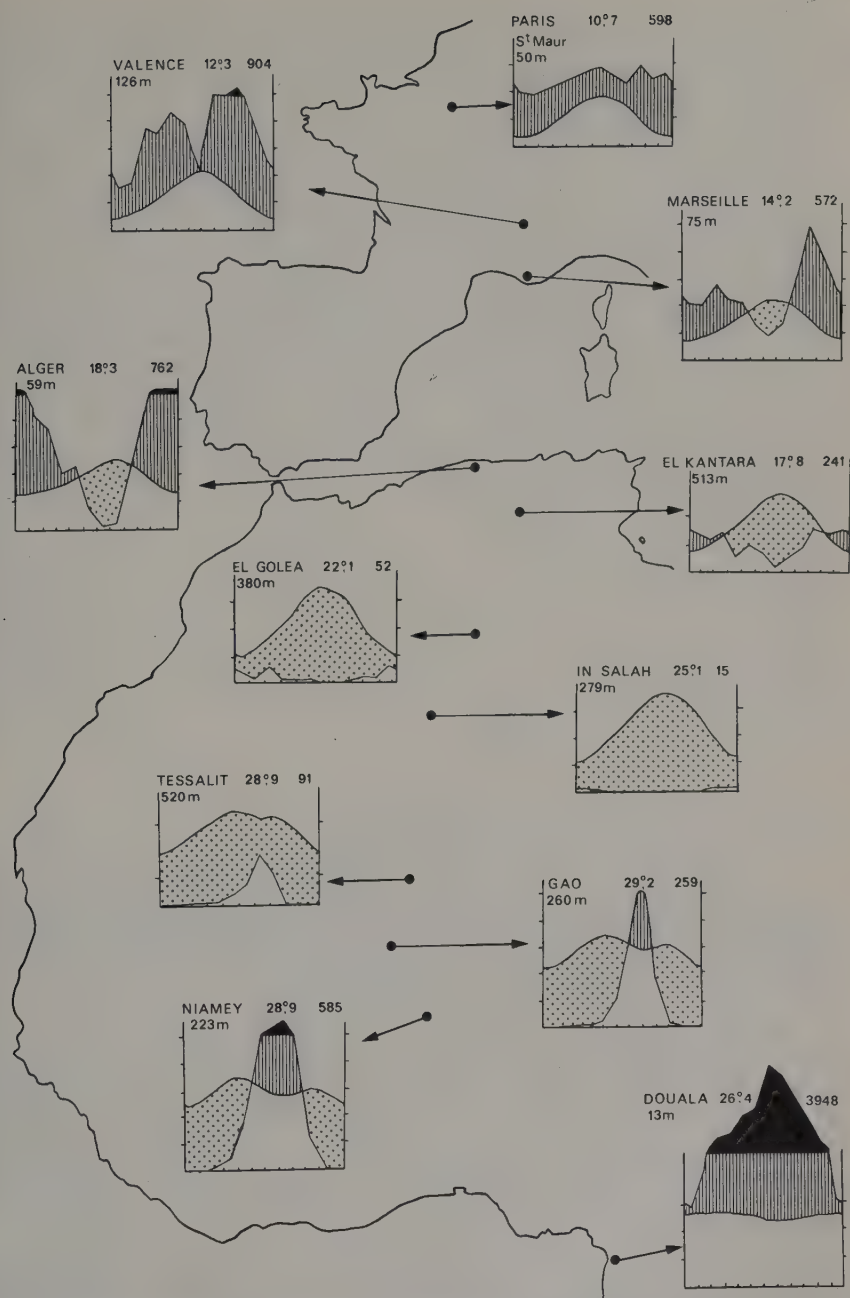 PARIS 10°,7 598
St Maur
50m
VALENCE 12°,3 904
126m
MARSEILLE 14°,2 572
75m
ALGER 18°,3 762
59m
EL KANTARA 17°,8 241
513m
EL GOLEA 22°,1 52
380m
IN SALAH 25°,1 15
279m
TESSALIT 28°,9 91
520m
GAO 29°,2 259
260m
NIAMEY 28°,9 585
223m
DOUALA 26°,4 3948
13m